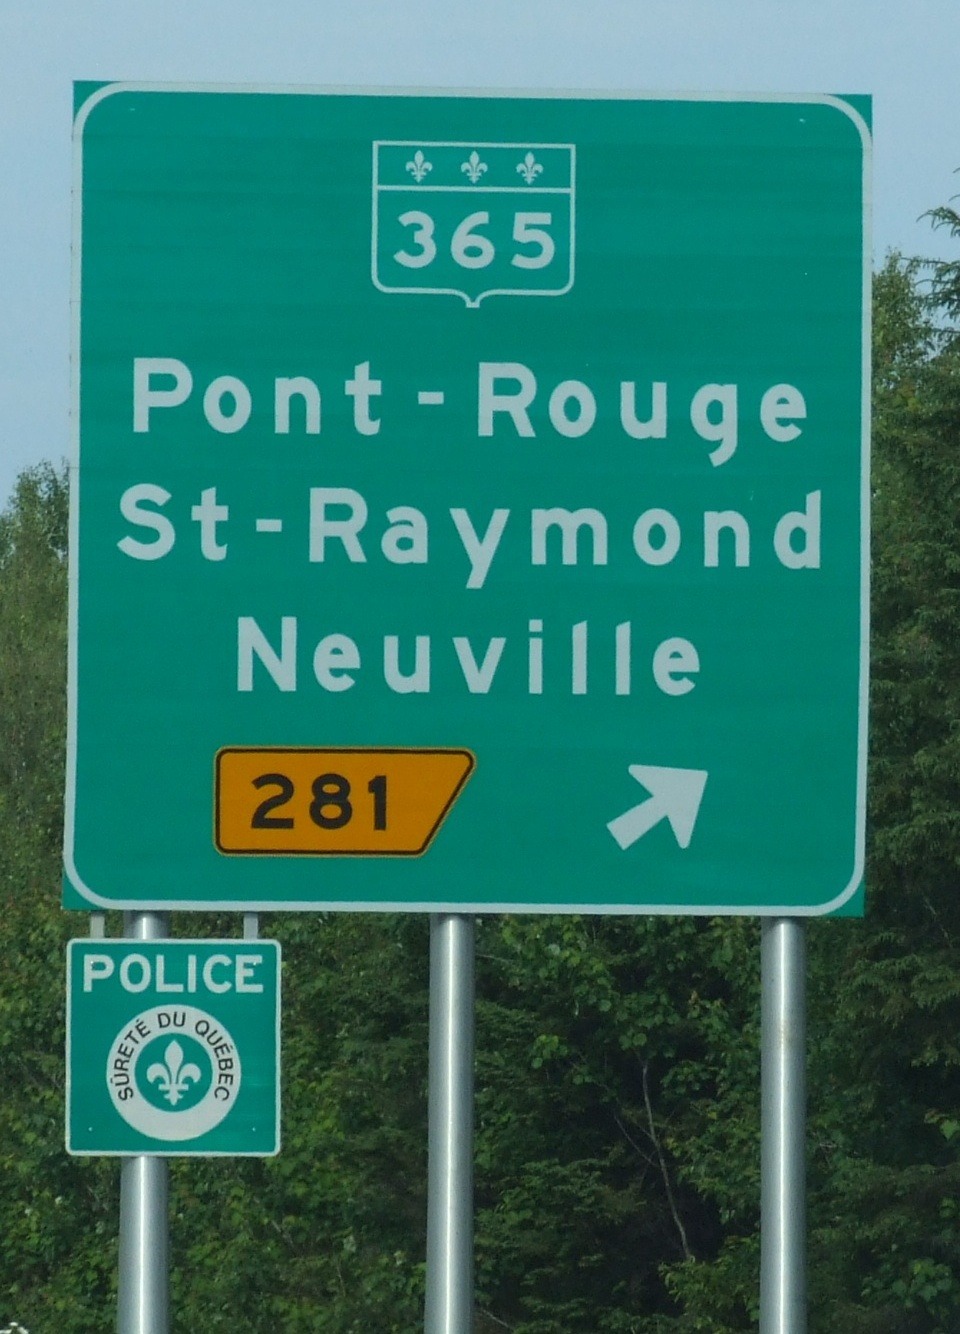 365
Pont-Rouge
St-Raymond
Neuville
281
POLICE
SÛRETÉ DU QUÉBEC